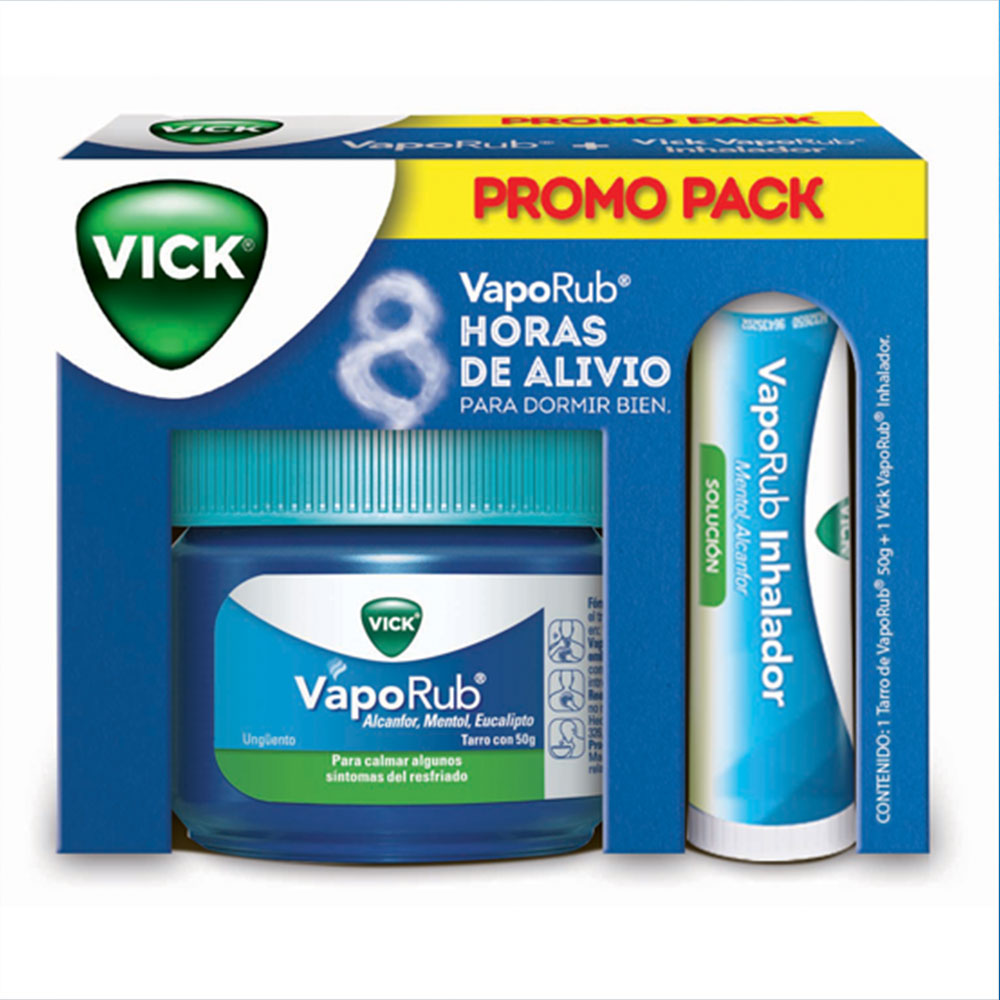 VICK
PROMO PACK
VapoRub® + Vick VapoRub®
Inhalador
PROMO PACK
VICK®
VapoRub®
8 HORAS
DE ALIVIO
PARA DORMIR BIEN.
VICK®
VapoRub®
Alcanfor, Mentol, Eucalipto
Ungüento
Tarro con 50g
Para calmar algunos
síntomas del resfriado
VapoRub Inhalador
Mentol, Alcanfor
SOLUCIÓN
VICK
CONTENIDO: 1 Tarro de VapoRub® 50g + 1 Vick VapoRub® Inhalador.